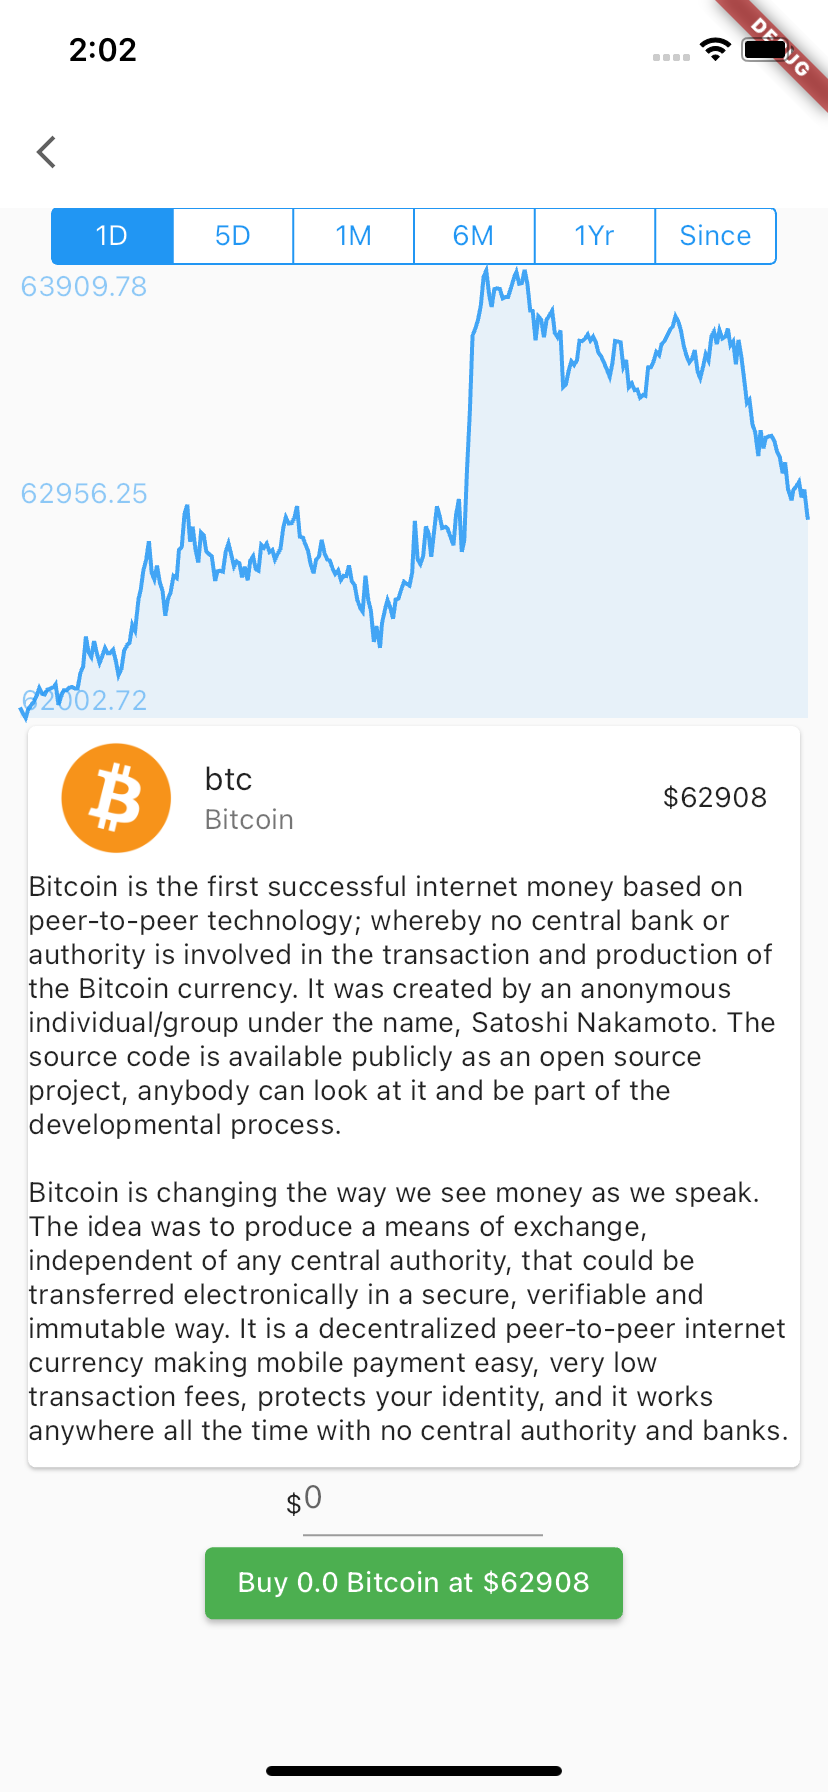 2:02
DEBUG
1D 5D 1M 6M 1Yr Since
63909.78
62956.25
62002.72
btc
Bitcoin
$62908
Bitcoin is the first successful internet money based on
peer-to-peer technology; whereby no central bank or
authority is involved in the transaction and production of
the Bitcoin currency. It was created by an anonymous
individual/group under the name, Satoshi Nakamoto. The
source code is available publicly as an open source
project, anybody can look at it and be part of the
developmental process.
Bitcoin is changing the way we see money as we speak.
The idea was to produce a means of exchange,
independent of any central authority, that could be
transferred electronically in a secure, verifiable and
immutable way. It is a decentralized peer-to-peer internet
currency making mobile payment easy, very low
transaction fees, protects your identity, and it works
anywhere all the time with no central authority and banks.
$0
Buy 0.0 Bitcoin at $62908